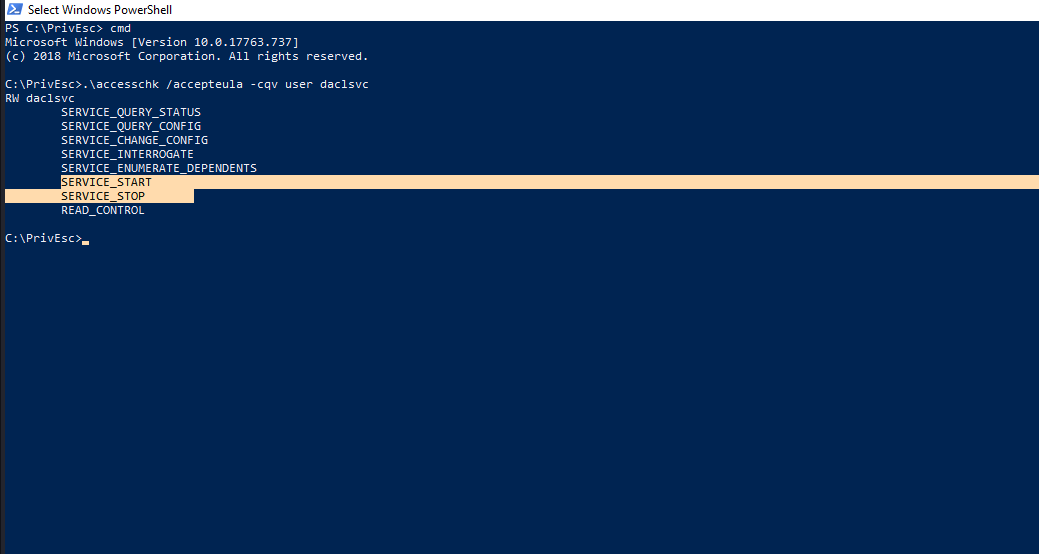 Select Windows PowerShell
PS C:\PrivEsc> cmd
Microsoft Windows [Version 10.0.17763.737]
(c) 2018 Microsoft Corporation. All rights reserved.
C:\PrivEsc>.\accesschk /accepteula -cqv user daclsvc
RW daclsvc
SERVICE_QUERY_STATUS
SERVICE_QUERY_CONFIG
SERVICE_CHANGE_CONFIG
SERVICE_INTERROGATE
SERVICE_ENUMERATE_DEPENDENTS
SERVICE_START
SERVICE_STOP
READ_CONTROL
C:\PrivEsc>